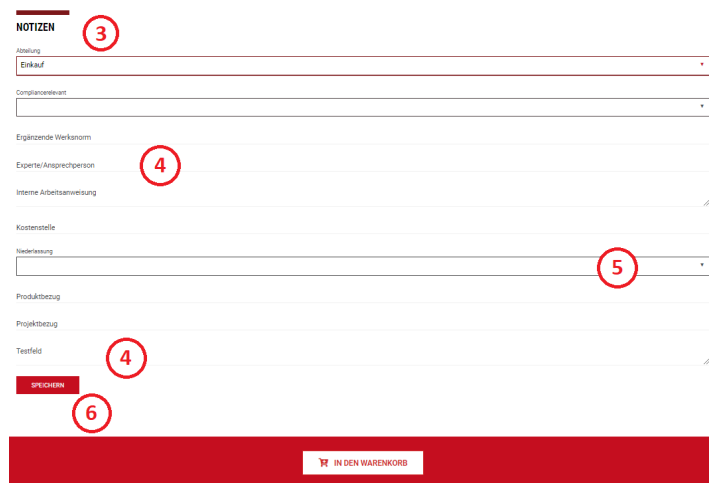 NOTIZEN
3
Abteilung
Einkauf
Compliancerelevant
Ergänzende Werksnorm
Experte/Ansprechperson
4
Interne Arbeitsanweisung
Kostenstelle
Niederlassung
5
Produktbezug
Projektbezug
Testfeld
4
SPEICHERN
6
IN DEN WARENKORB